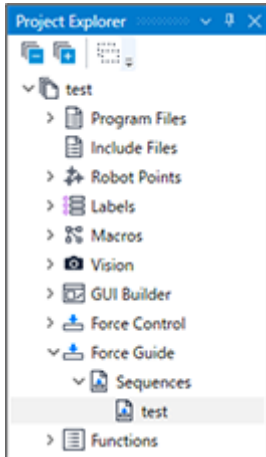 Project Explorer
test
Program Files
Include Files
Robot Points
Labels
Macros
Vision
GUI Builder
Force Control
Force Guide
Sequences
test
Functions